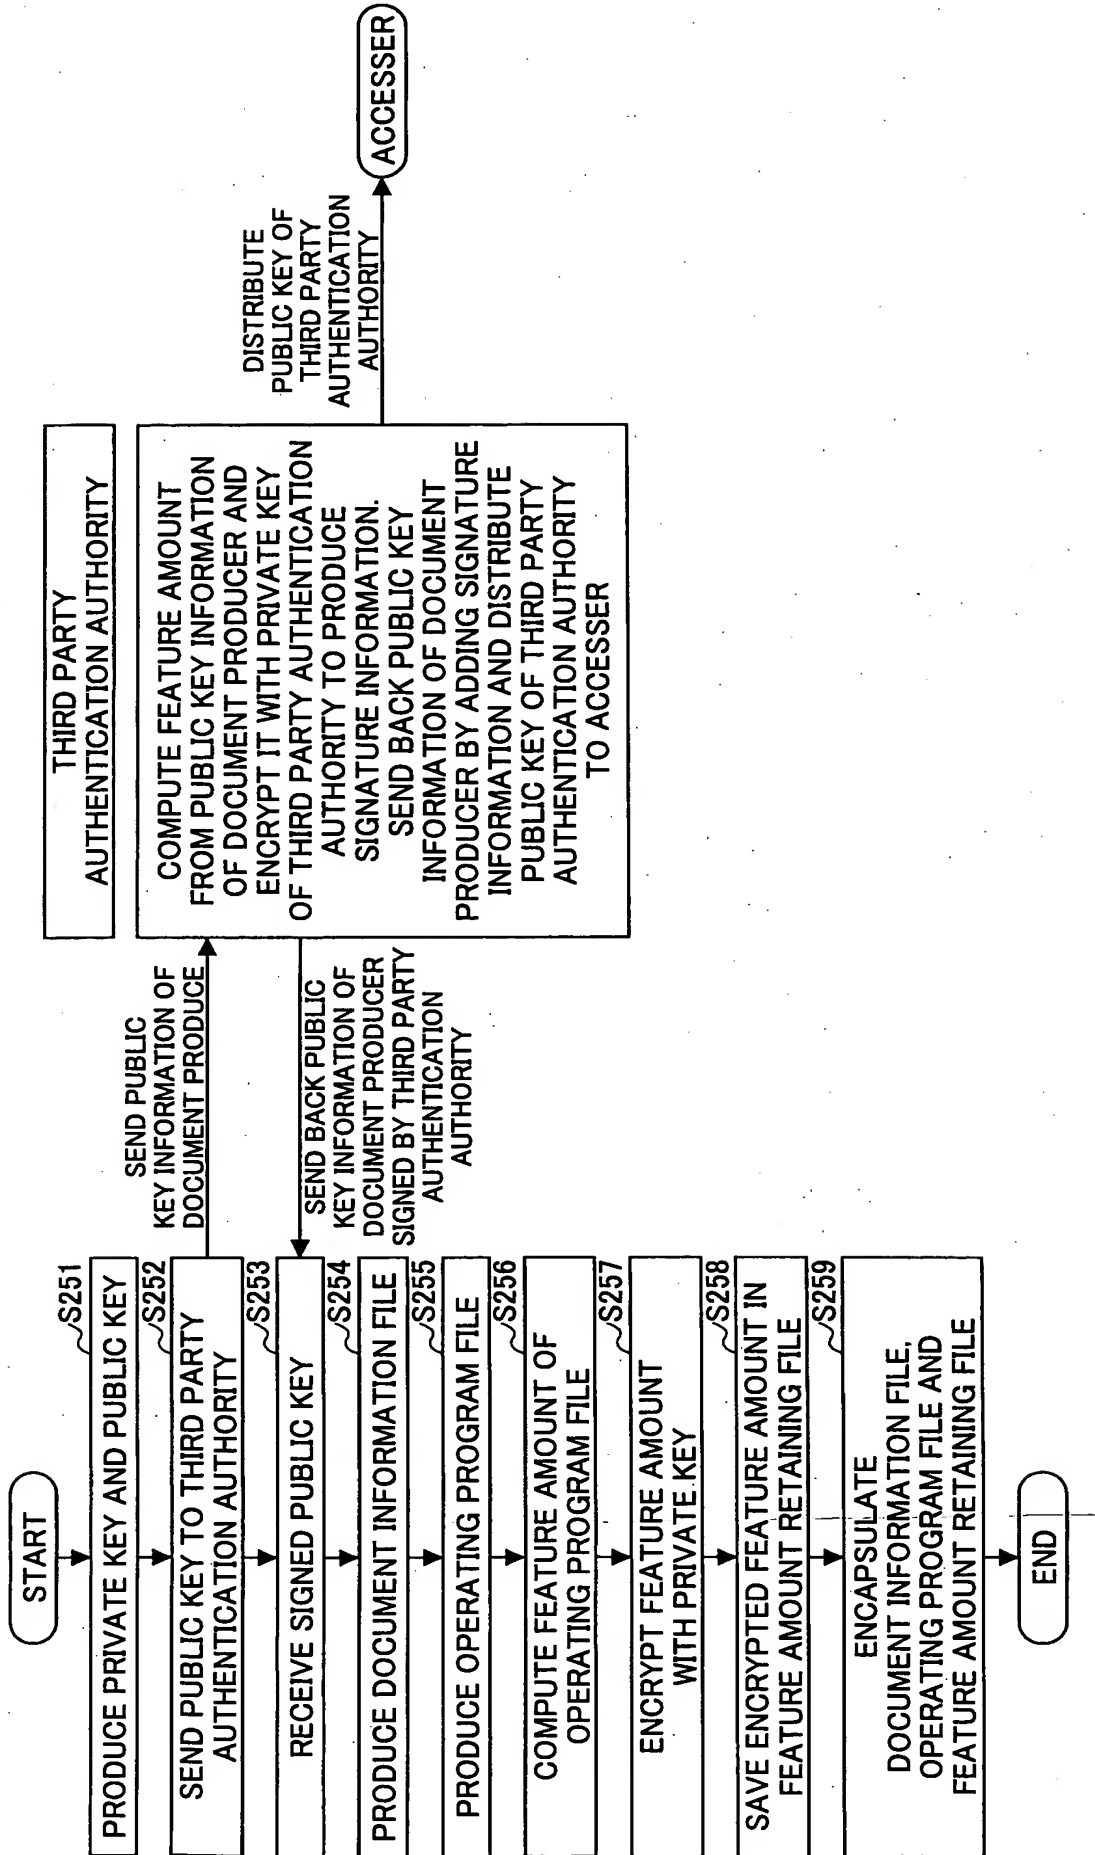 START
S251
PRODUCE PRIVATE KEY AND PUBLIC KEY
S252
SEND PUBLIC KEY TO THIRD PARTY
AUTHENTICATION AUTHORITY
S253
RECEIVE SIGNED PUBLIC KEY
S254
PRODUCE DOCUMENT INFORMATION FILE
S255
PRODUCE OPERATING PROGRAM FILE
S256
COMPUTE FEATURE AMOUNT OF
OPERATING PROGRAM FILE
S257
ENCRYPT FEATURE AMOUNT
WITH PRIVATE KEY
S258
SAVE ENCRYPTED FEATURE AMOUNT IN
FEATURE AMOUNT RETAINING FILE
S259
ENCAPSULATE
DOCUMENT INFORMATION FILE,
OPERATING PROGRAM FILE AND
FEATURE AMOUNT RETAINING FILE
END
SEND PUBLIC
KEY INFORMATION OF
DOCUMENT PRODUCE
SEND BACK PUBLIC
KEY INFORMATION OF
DOCUMENT PRODUCER
SIGNED BY THIRD PARTY
AUTHENTICATION
AUTHORITY
THIRD PARTY
AUTHENTICATION AUTHORITY
COMPUTE FEATURE AMOUNT
FROM PUBLIC KEY INFORMATION
OF DOCUMENT PRODUCER AND
ENCRYPT IT WITH PRIVATE KEY
OF THIRD PARTY AUTHENTICATION
AUTHORITY TO PRODUCE
SIGNATURE INFORMATION.
SEND BACK PUBLIC KEY
INFORMATION OF DOCUMENT
PRODUCER BY ADDING SIGNATURE
INFORMATION AND DISTRIBUTE
PUBLIC KEY OF THIRD PARTY
AUTHENTICATION AUTHORITY
TO ACCESSER
DISTRIBUTE
PUBLIC KEY OF
THIRD PARTY
AUTHENTICATION
AUTHORITY
ACCESSER